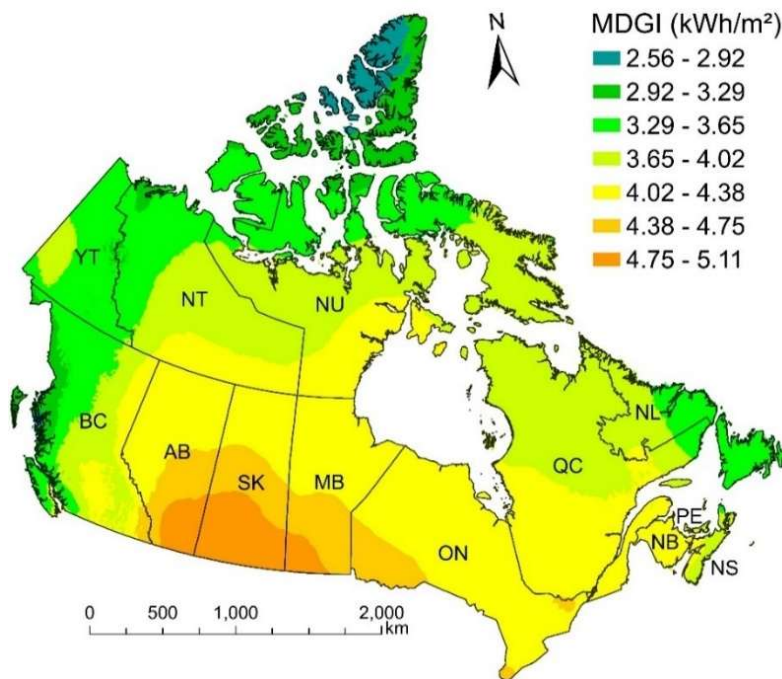 N
MDGI (kWh/m²)
2.56 - 2.92
2.92 - 3.29
3.29 - 3.65
3.65 - 4.02
4.02 - 4.38
4.38 - 4.75
4.75 - 5.11
YT
NT
NU
BC
AB
SK
MB
ON
QC
NL
PE
NB
NS
0 500 1,000 2,000
km